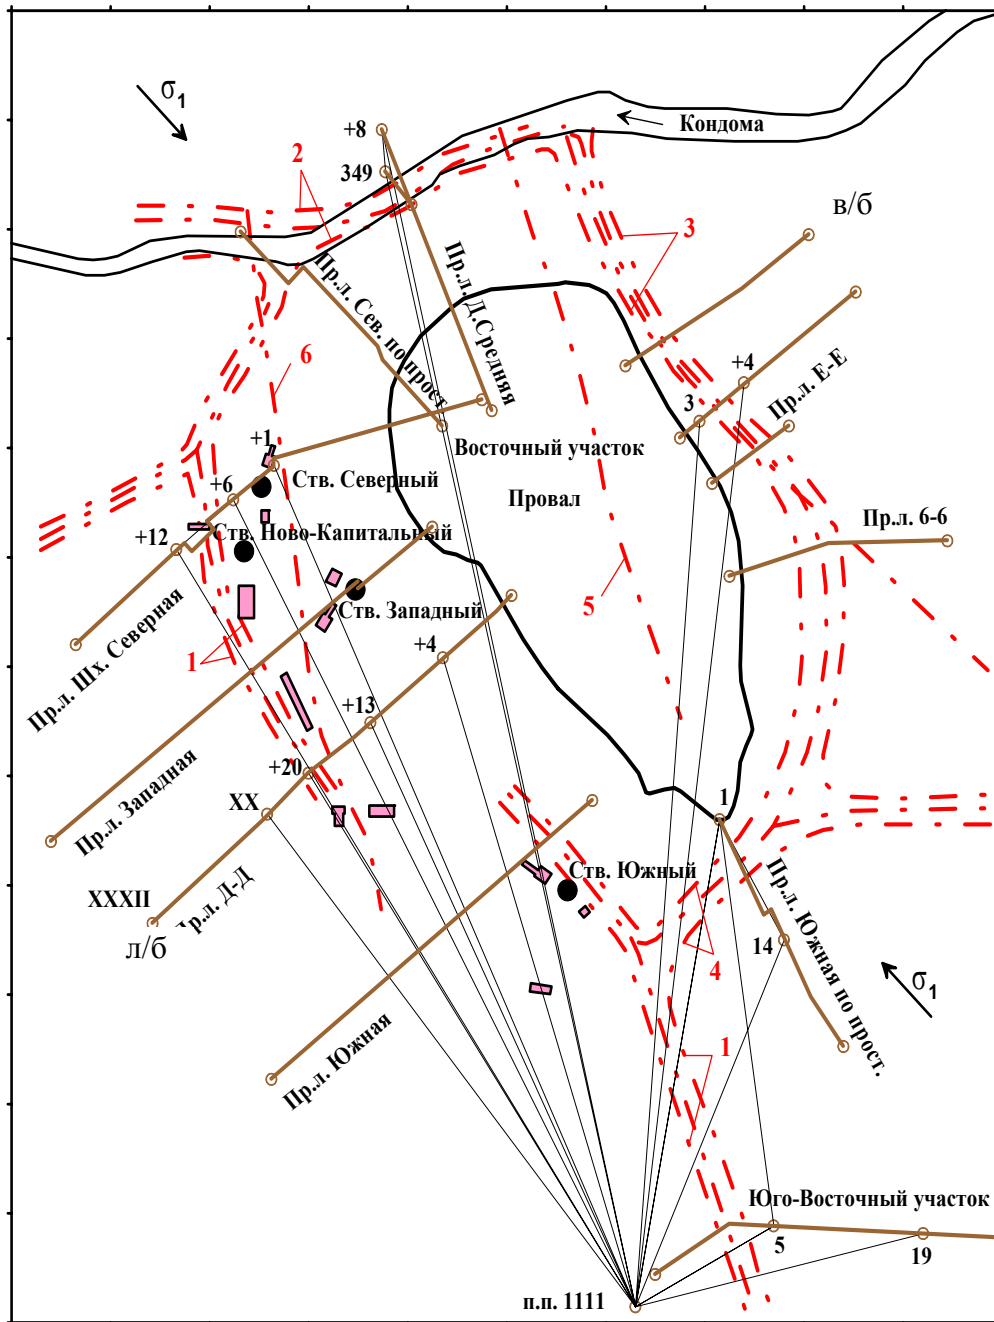 σ1
+8
Кондома
2
349
в/б
3
Пр.л. Д.Средняя
Пр.л. Сев. по прост.
6
+4
Пр.л. Е-Е
3
+1
Восточный участок
Ств. Северный
Провал
+6
Пр.л. 6-6
+12
Ств. Ново-Капитальный
5
Ств. Западный
+4
1
Пр.л. Шх. Северная
+13
+20
Пр.л. Западная
XX
1
Ств. Южный
Пр.л. Южная по прост.
XXXII
Пр.л. Д-Д
л/б
14
4
σ1
Пр.л. Южная
1
Юго-Восточный участок
5
19
п.п. 1111